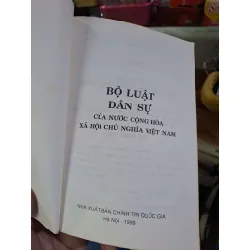 BỘ LUẬT
DÂN SỰ
CỦA NƯỚC CỘNG HÒA
XÃ HỘI CHỦ NGHĨA VIỆT NAM
NHÀ XUẤT BẢN CHÍNH TRỊ QUỐC GIA
Hà Nội -